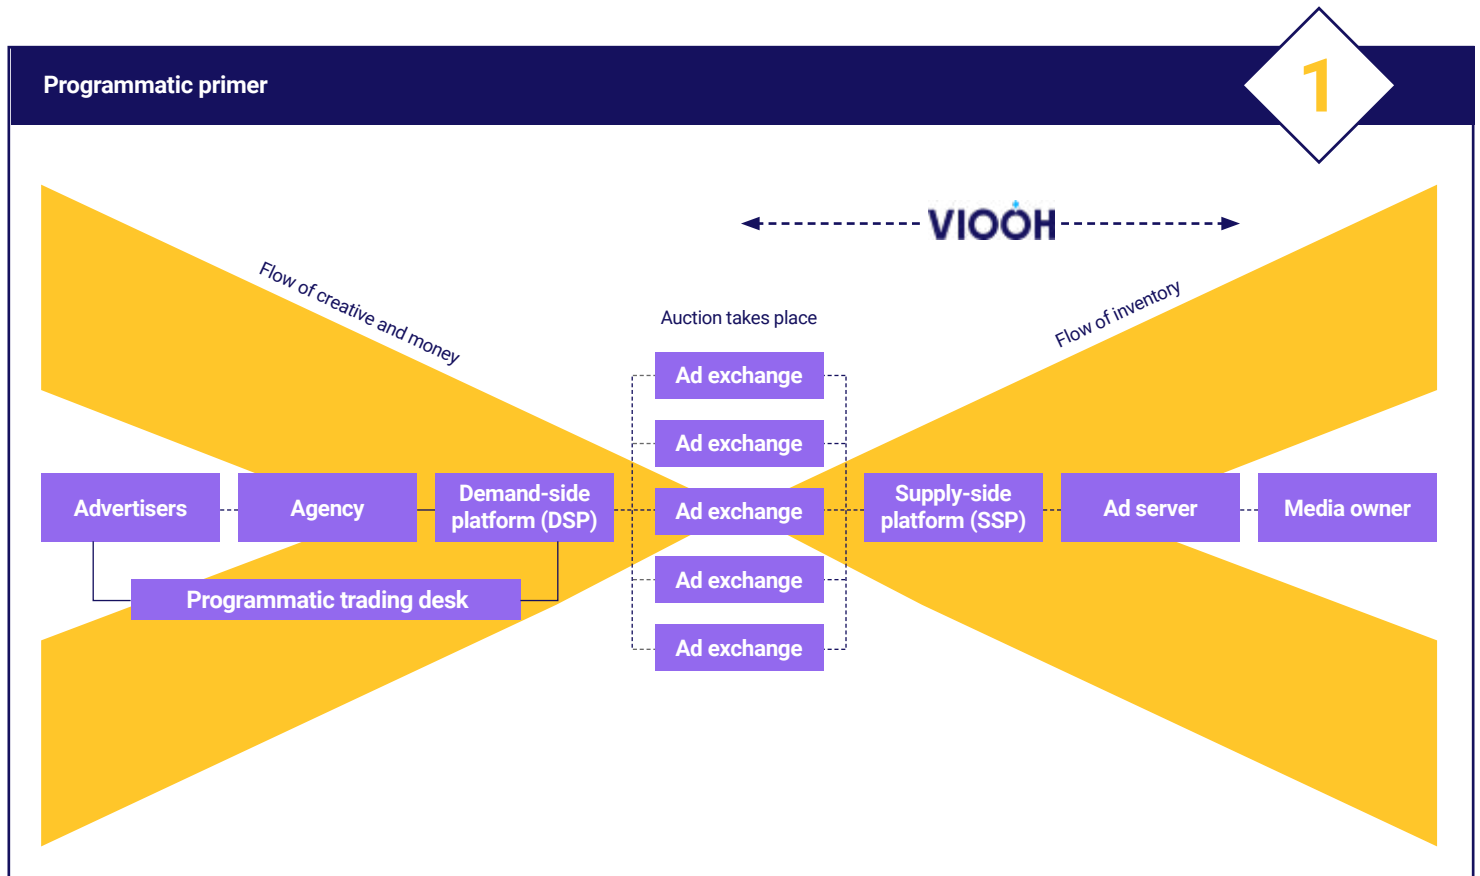 Programmatic primer
1
VIOOH
Flow of creative and money
Flow of inventory
Auction takes place
Ad exchange
Ad exchange
Ad exchange
Ad exchange
Ad exchange
Advertisers
Agency
Demand-side
platform (DSP)
Supply-side
platform (SSP)
Ad server
Media owner
Programmatic trading desk